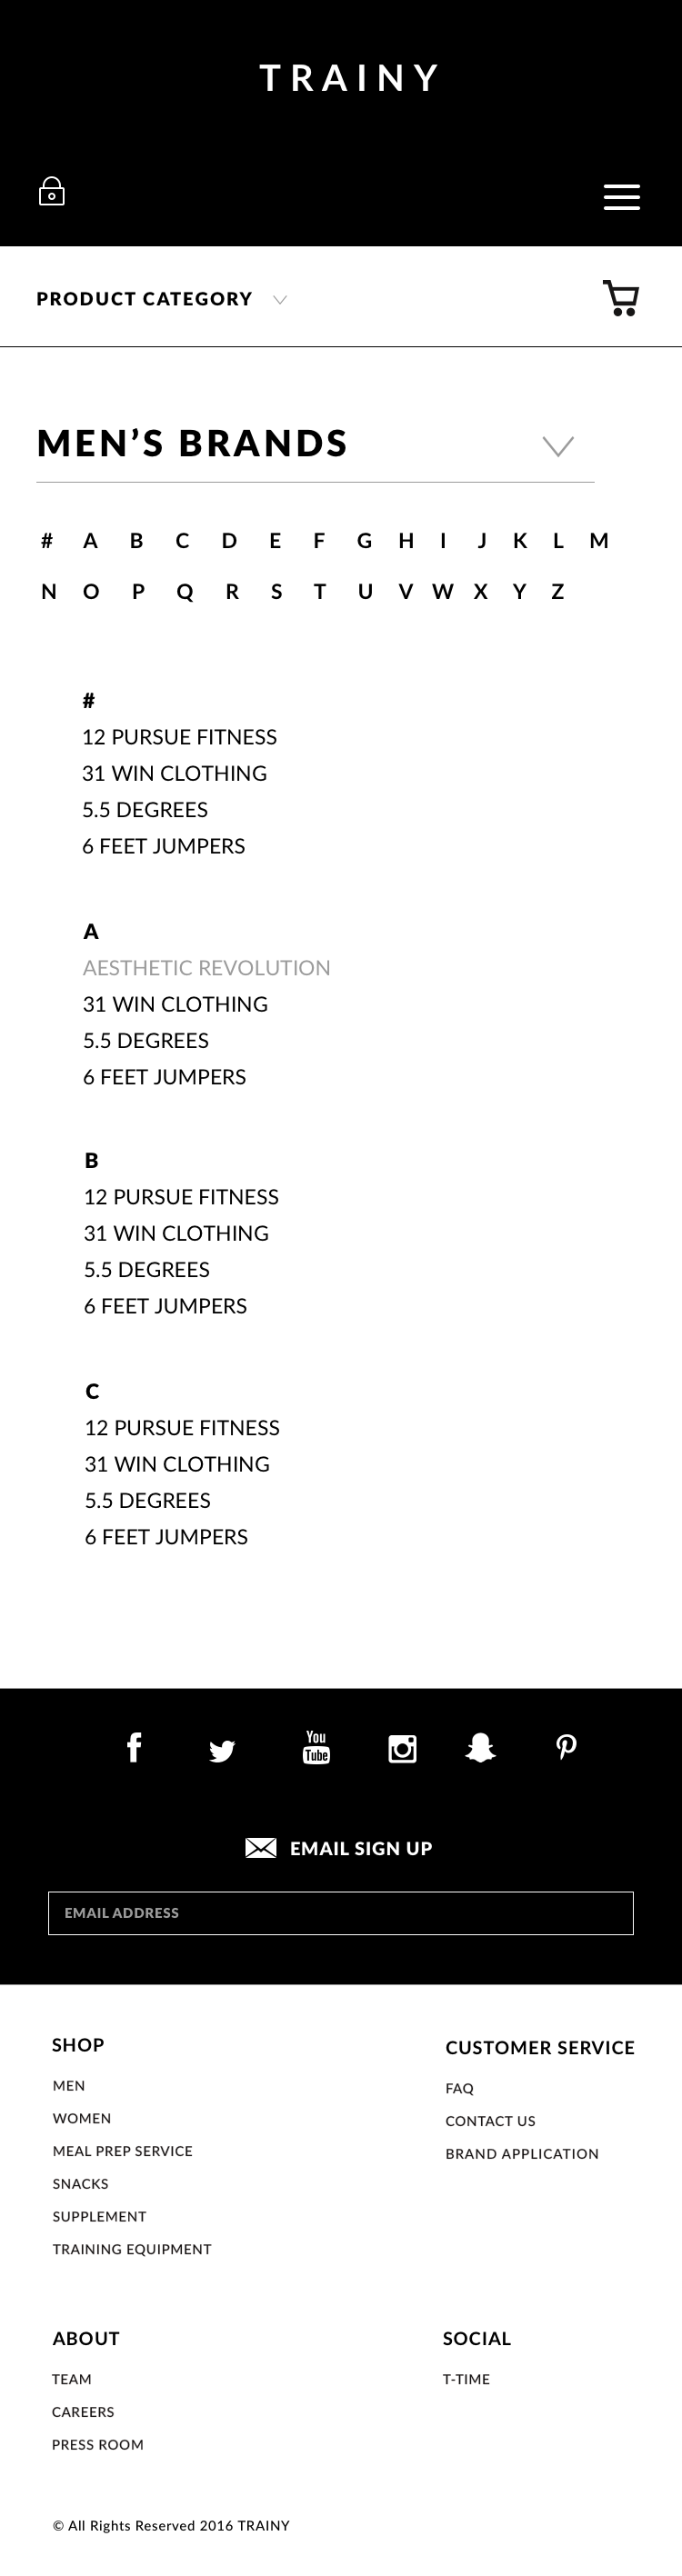 TRAINY
PRODUCT CATEGORY
MEN’S BRANDS
# A B C D E F G H I J K L M
N O P Q R S T U V W X Y Z
#
12 PURSUE FITNESS
31 WIN CLOTHING
5.5 DEGREES
6 FEET JUMPERS
A
AESTHETIC REVOLUTION
31 WIN CLOTHING
5.5 DEGREES
6 FEET JUMPERS
B
12 PURSUE FITNESS
31 WIN CLOTHING
5.5 DEGREES
6 FEET JUMPERS
C
12 PURSUE FITNESS
31 WIN CLOTHING
5.5 DEGREES
6 FEET JUMPERS
You
Tube
EMAIL SIGN UP
EMAIL ADDRESS
SHOP
MEN
WOMEN
MEAL PREP SERVICE
SNACKS
SUPPLEMENT
TRAINING EQUIPMENT
CUSTOMER SERVICE
FAQ
CONTACT US
BRAND APPLICATION
ABOUT
TEAM
CAREERS
PRESS ROOM
SOCIAL
T-TIME
© All Rights Reserved 2016 TRAINY